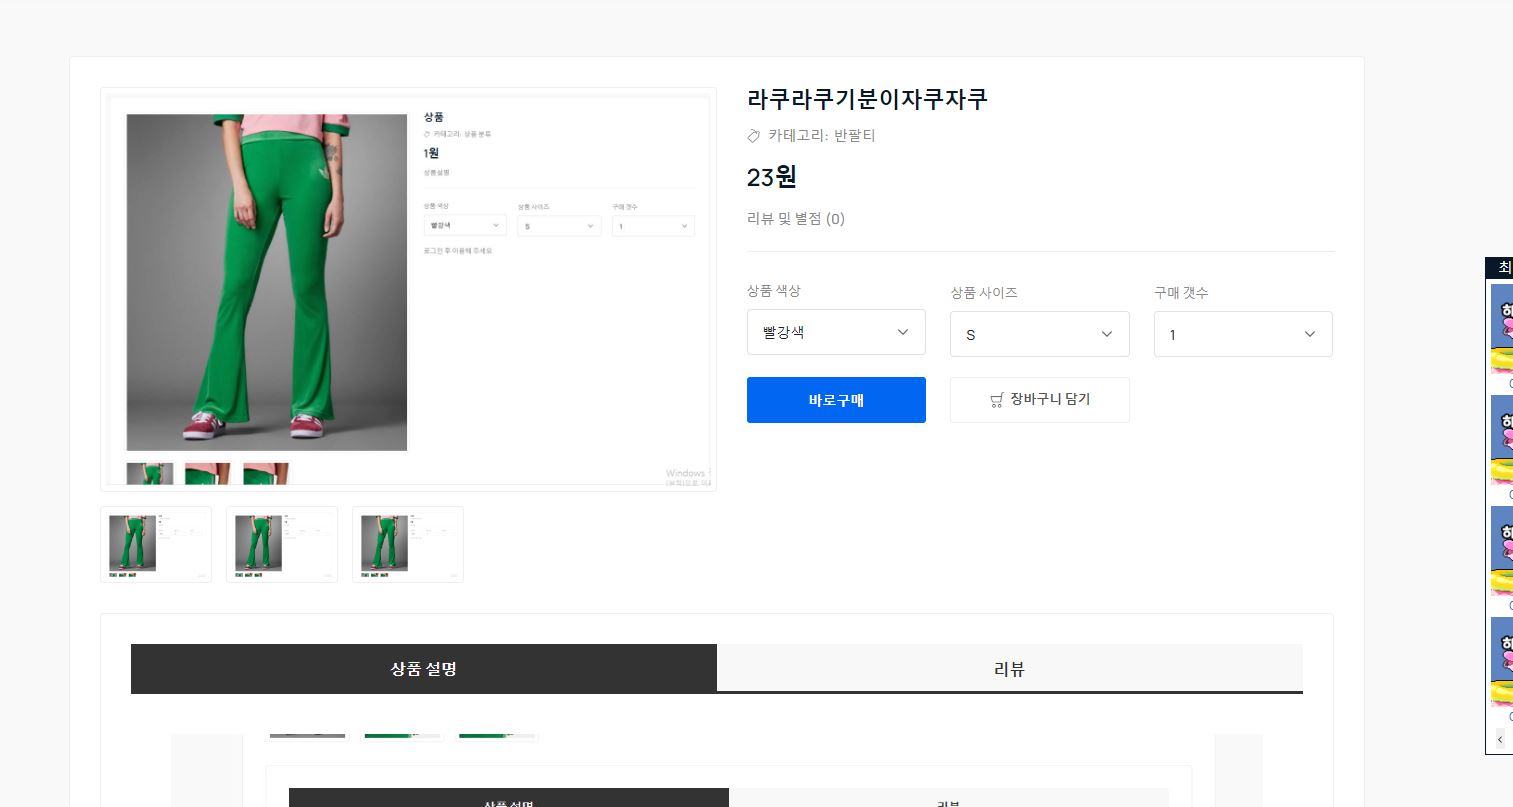 라쿠라쿠기분이자쿠자쿠
카테고리: 반팔티
23원
리뷰 및 별점 (0)
상품 색상
상품 사이즈
구매 갯수
빨강색
S
1
바로구매
장바구니 담기
상품
카테고리: 상품 분류
1원
상품설명
상품 색상
상품 사이즈
구매 갯수
빨강색
S
1
로그인 후 이용해 주세요
Windows
상품 설명
리뷰
상품 설명
리뷰
최